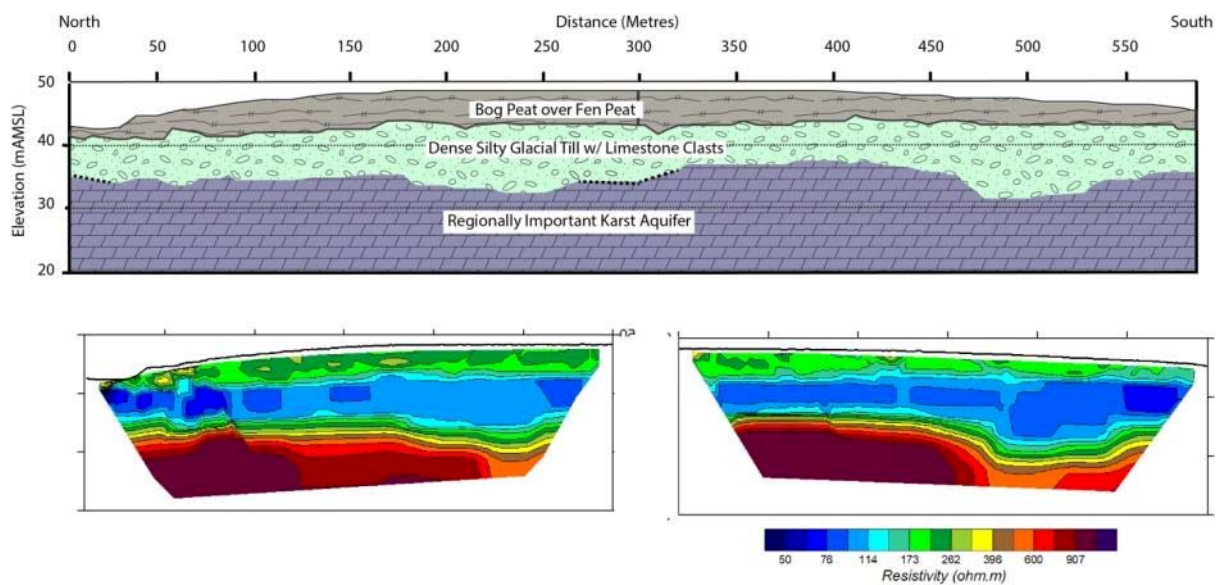 North Distance (Metres) South
0 50 100 150 200 250 300 350 400 450 500 550
Elevation (mAMSL)
50
40
30
20
Bog Peat over Fen Peat
Dense Silty Glacial Till w/ Limestone Clasts
Regionally Important Karst Aquifer
50 76 114 173 262 396 600 907
Resistivity (ohm.m)